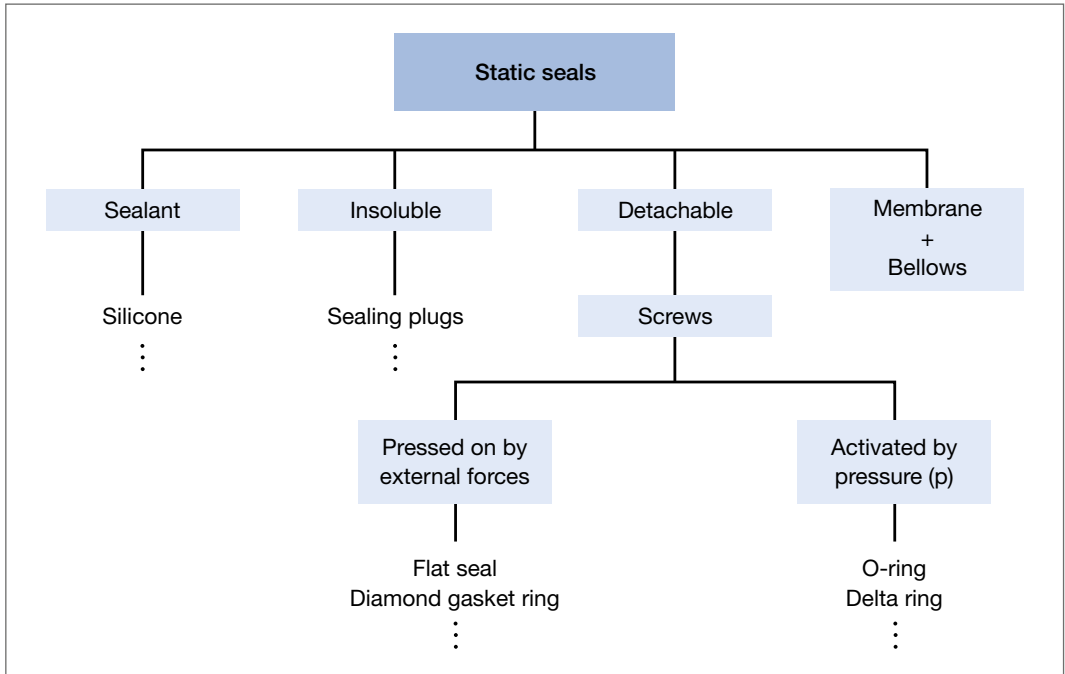 Static seals
Sealant
Insoluble
Detachable
Membrane
+
Bellows
Silicone
Sealing plugs
Screws
Pressed on by
external forces
Activated by
pressure (p)
Flat seal
Diamond gasket ring
O-ring
Delta ring